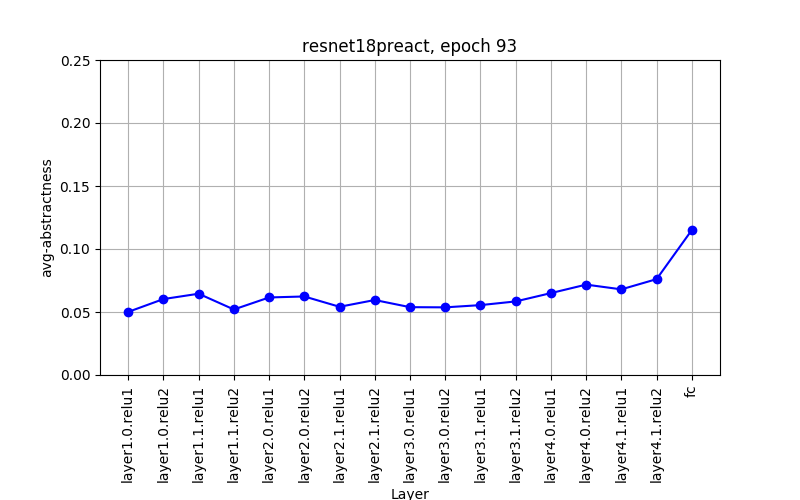 resnet18preact, epoch 93
avg-abstractness
0.25
0.20
0.15
0.10
0.05
0.00
layer1.0.relu1
layer1.0.relu2
layer1.1.relu1
layer1.1.relu2
layer2.0.relu1
layer2.0.relu2
layer2.1.relu1
layer2.1.relu2
layer3.0.relu1
layer3.0.relu2
layer3.1.relu1
layer3.1.relu2
layer4.0.relu1
layer4.0.relu2
layer4.1.relu1
layer4.1.relu2
fc
Layer